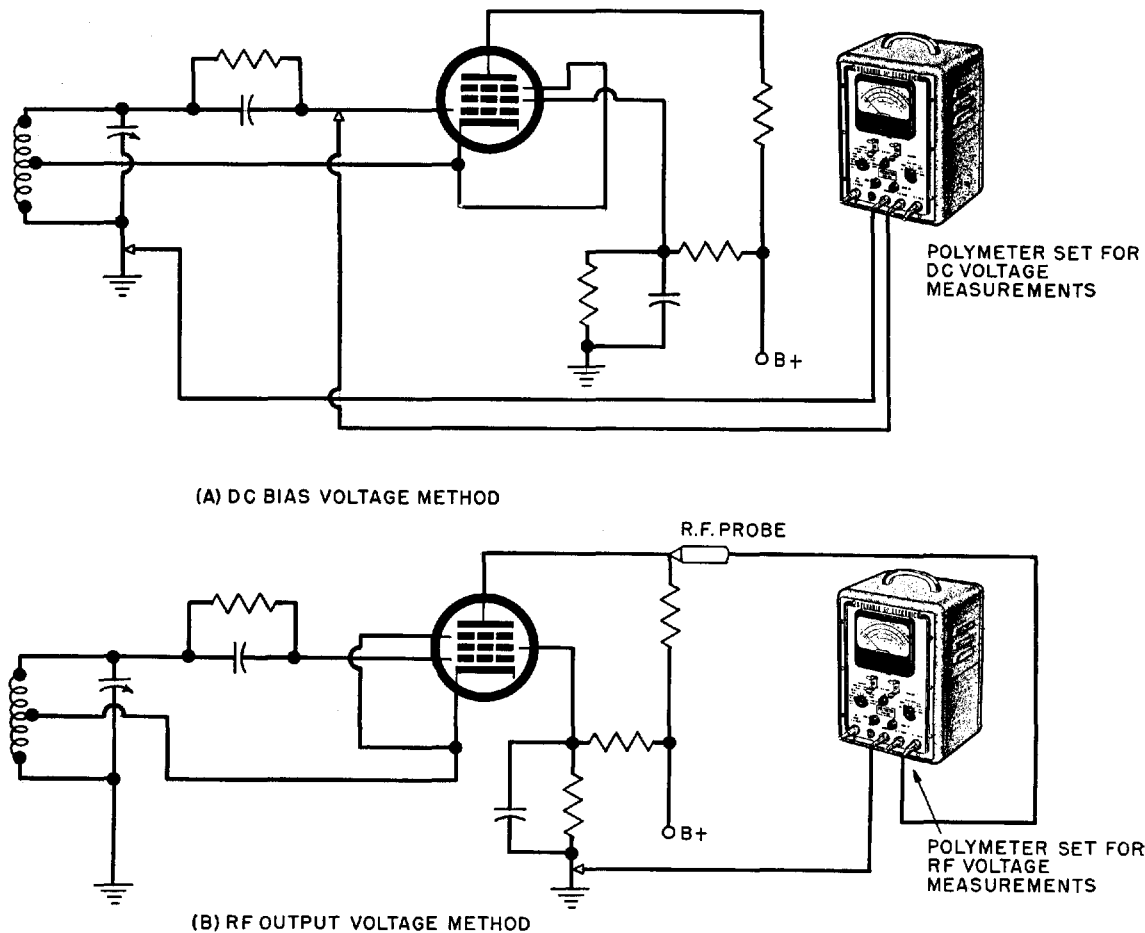 POLYMETER SET FOR
DC VOLTAGE
MEASUREMENTS
B+
(A) DC BIAS VOLTAGE METHOD
R.F. PROBE
B+
POLYMETER SET FOR
RF VOLTAGE
MEASUREMENTS
(B) RF OUTPUT VOLTAGE METHOD